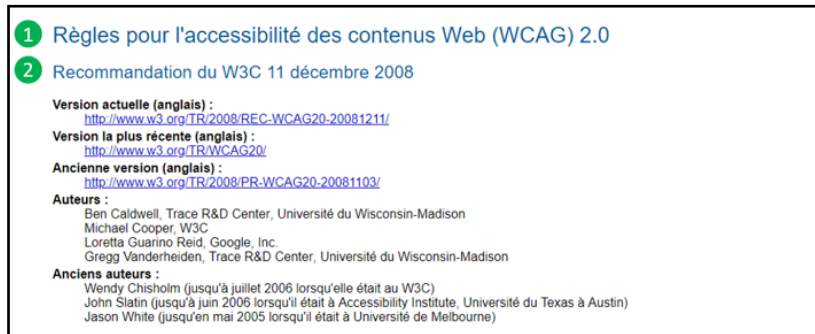 1 Règles pour l'accessibilité des contenus Web (WCAG) 2.0
2 Recommandation du W3C 11 décembre 2008
Version actuelle (anglais) :
http://www.w3.org/TR/2008/REC-WCAG20-20081211/
Version la plus récente (anglais) :
http://www.w3.org/TR/WCAG20/
Ancienne version (anglais) :
http://www.w3.org/TR/2008/PR-WCAG20-20081103/
Auteurs :
Ben Caldwell, Trace R&D Center, Université du Wisconsin-Madison
Michael Cooper, W3C
Loretta Guarino Reid, Google, Inc.
Gregg Vanderheiden, Trace R&D Center, Université du Wisconsin-Madison
Anciens auteurs :
Wendy Chisholm (jusqu'à juillet 2006 lorsqu'elle était au W3C)
John Slatin (jusqu'à juin 2006 lorsqu'il était à Accessibility Institute, Université du Texas à Austin)
Jason White (jusqu'en mai 2005 lorsqu'il était à Université de Melbourne)